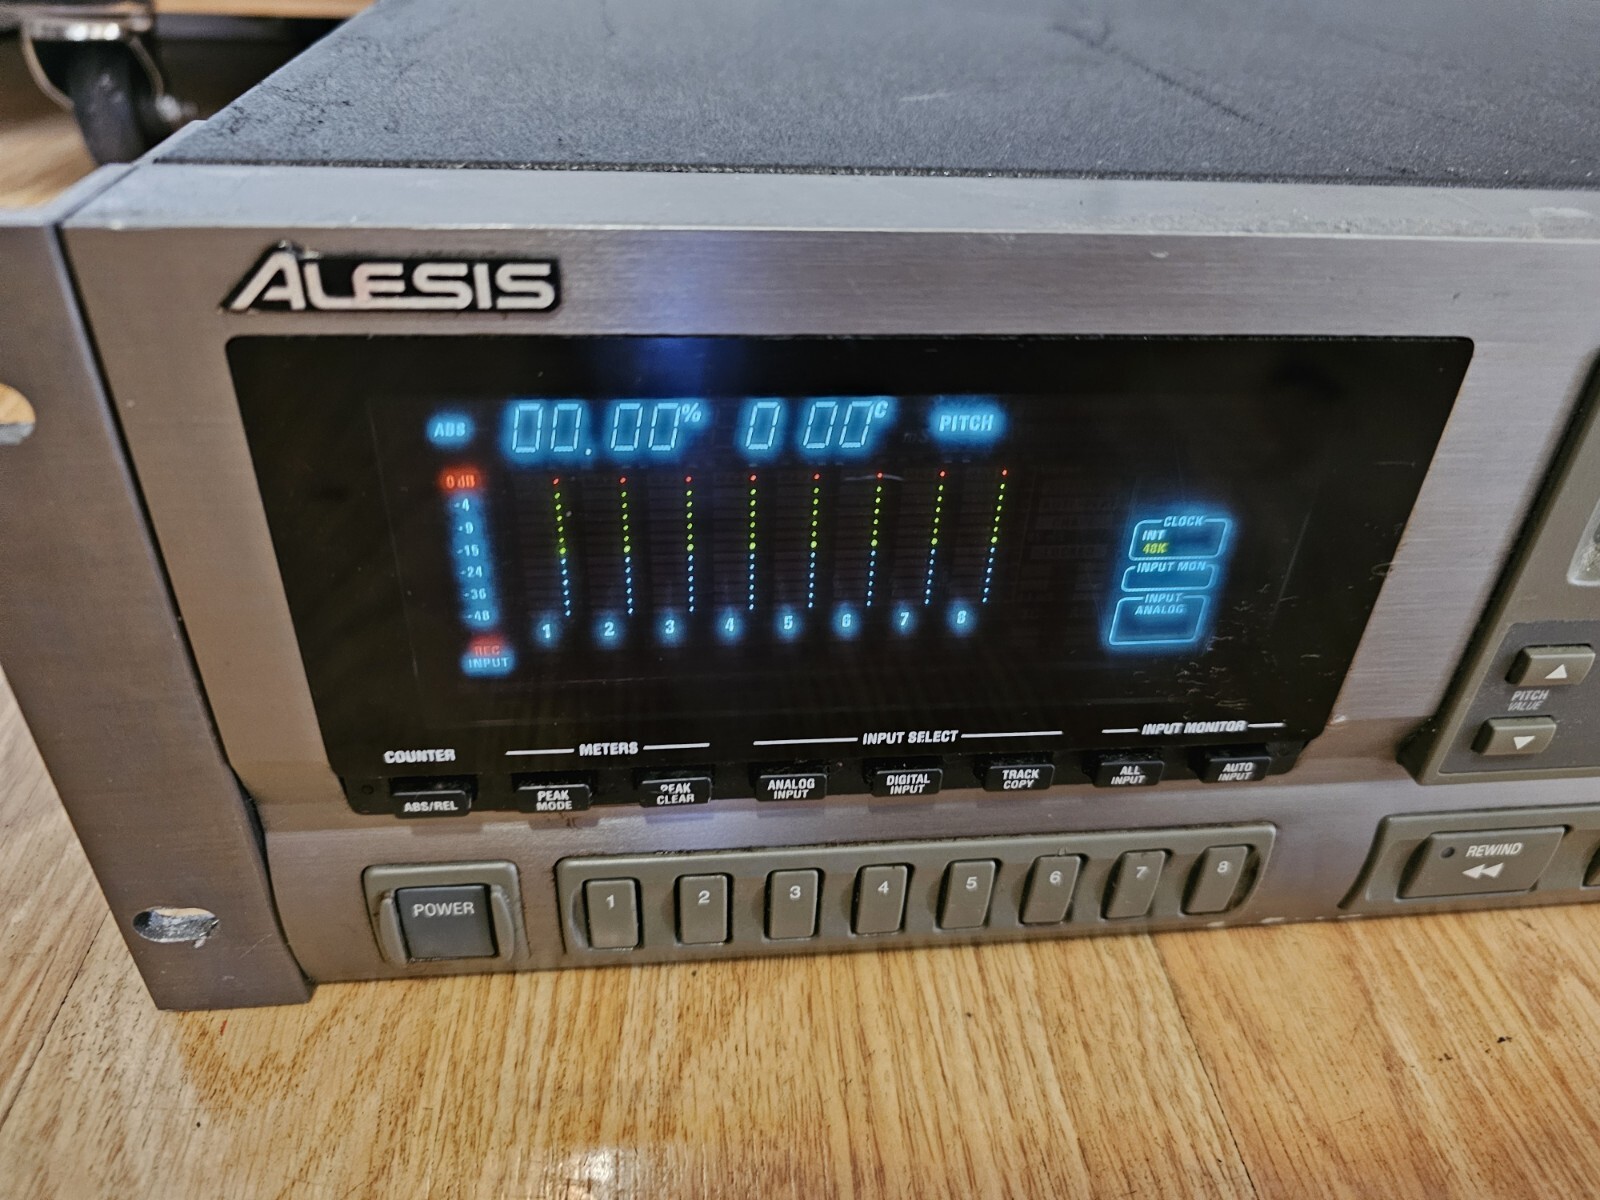 ALESIS
ABS 00.00% 0 00C PITCH
0dB
-4
-9
-15
-24
-36
-48
1 2 3 4 5 6 7 8
REC
INPUT
CLOCK
INT
48K
INPUT MON
INPUT
ANALOG
COUNTER METERS INPUT SELECT INPUT MONITOR
ABS/REL
PEAK MODE
PEAK CLEAR
ANALOG INPUT
DIGITAL INPUT
TRACK COPY
ALL INPUT
AUTO INPUT
PITCH
VALUE
POWER 1 2 3 4 5 6 7 8
REWIND